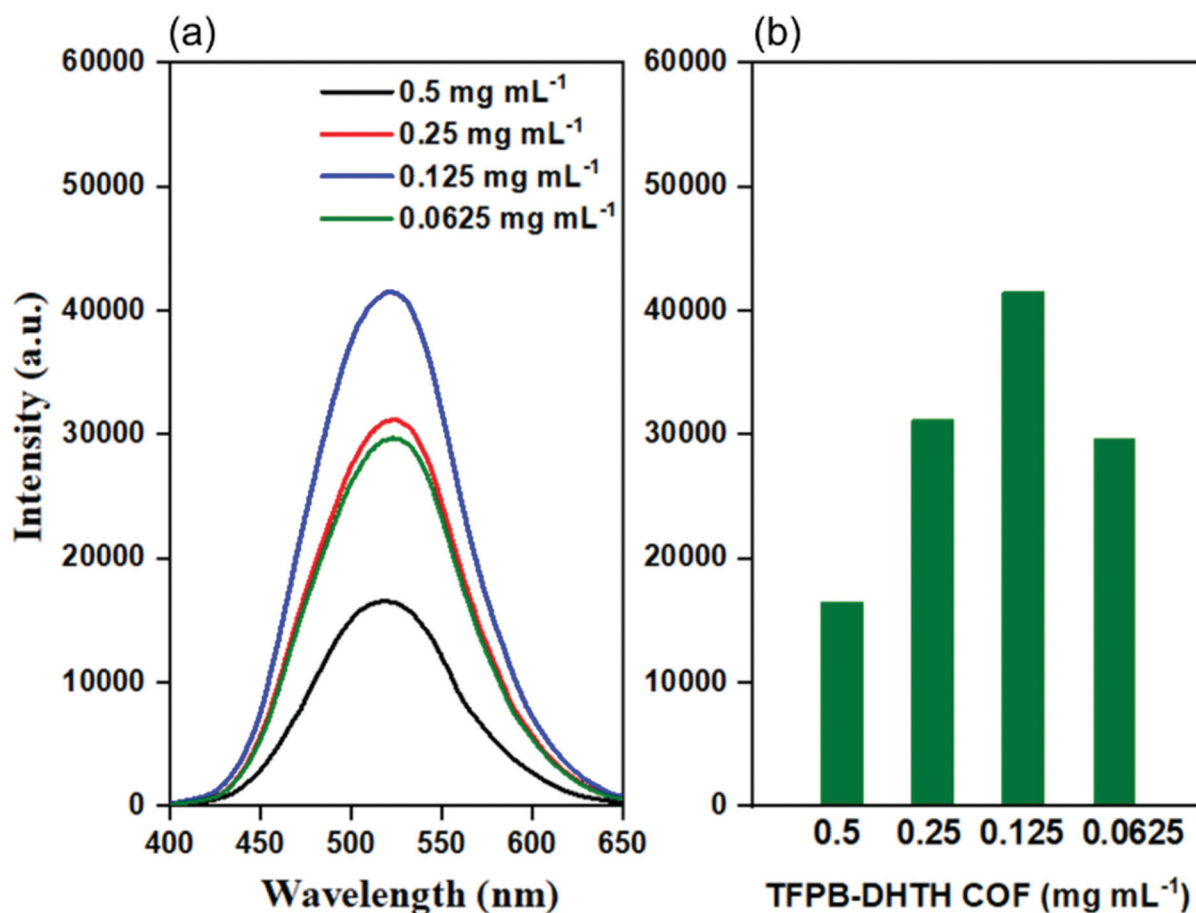 (a)
60000
50000
40000
30000
20000
10000
0
Intensity (a.u.)
0.5 mg mL⁻¹
0.25 mg mL⁻¹
0.125 mg mL⁻¹
0.0625 mg mL⁻¹
400 450 500 550 600 650
Wavelength (nm)
(b)
60000
50000
40000
30000
20000
10000
0
0.5 0.25 0.125 0.0625
TFPB-DHTH COF (mg mL⁻¹)